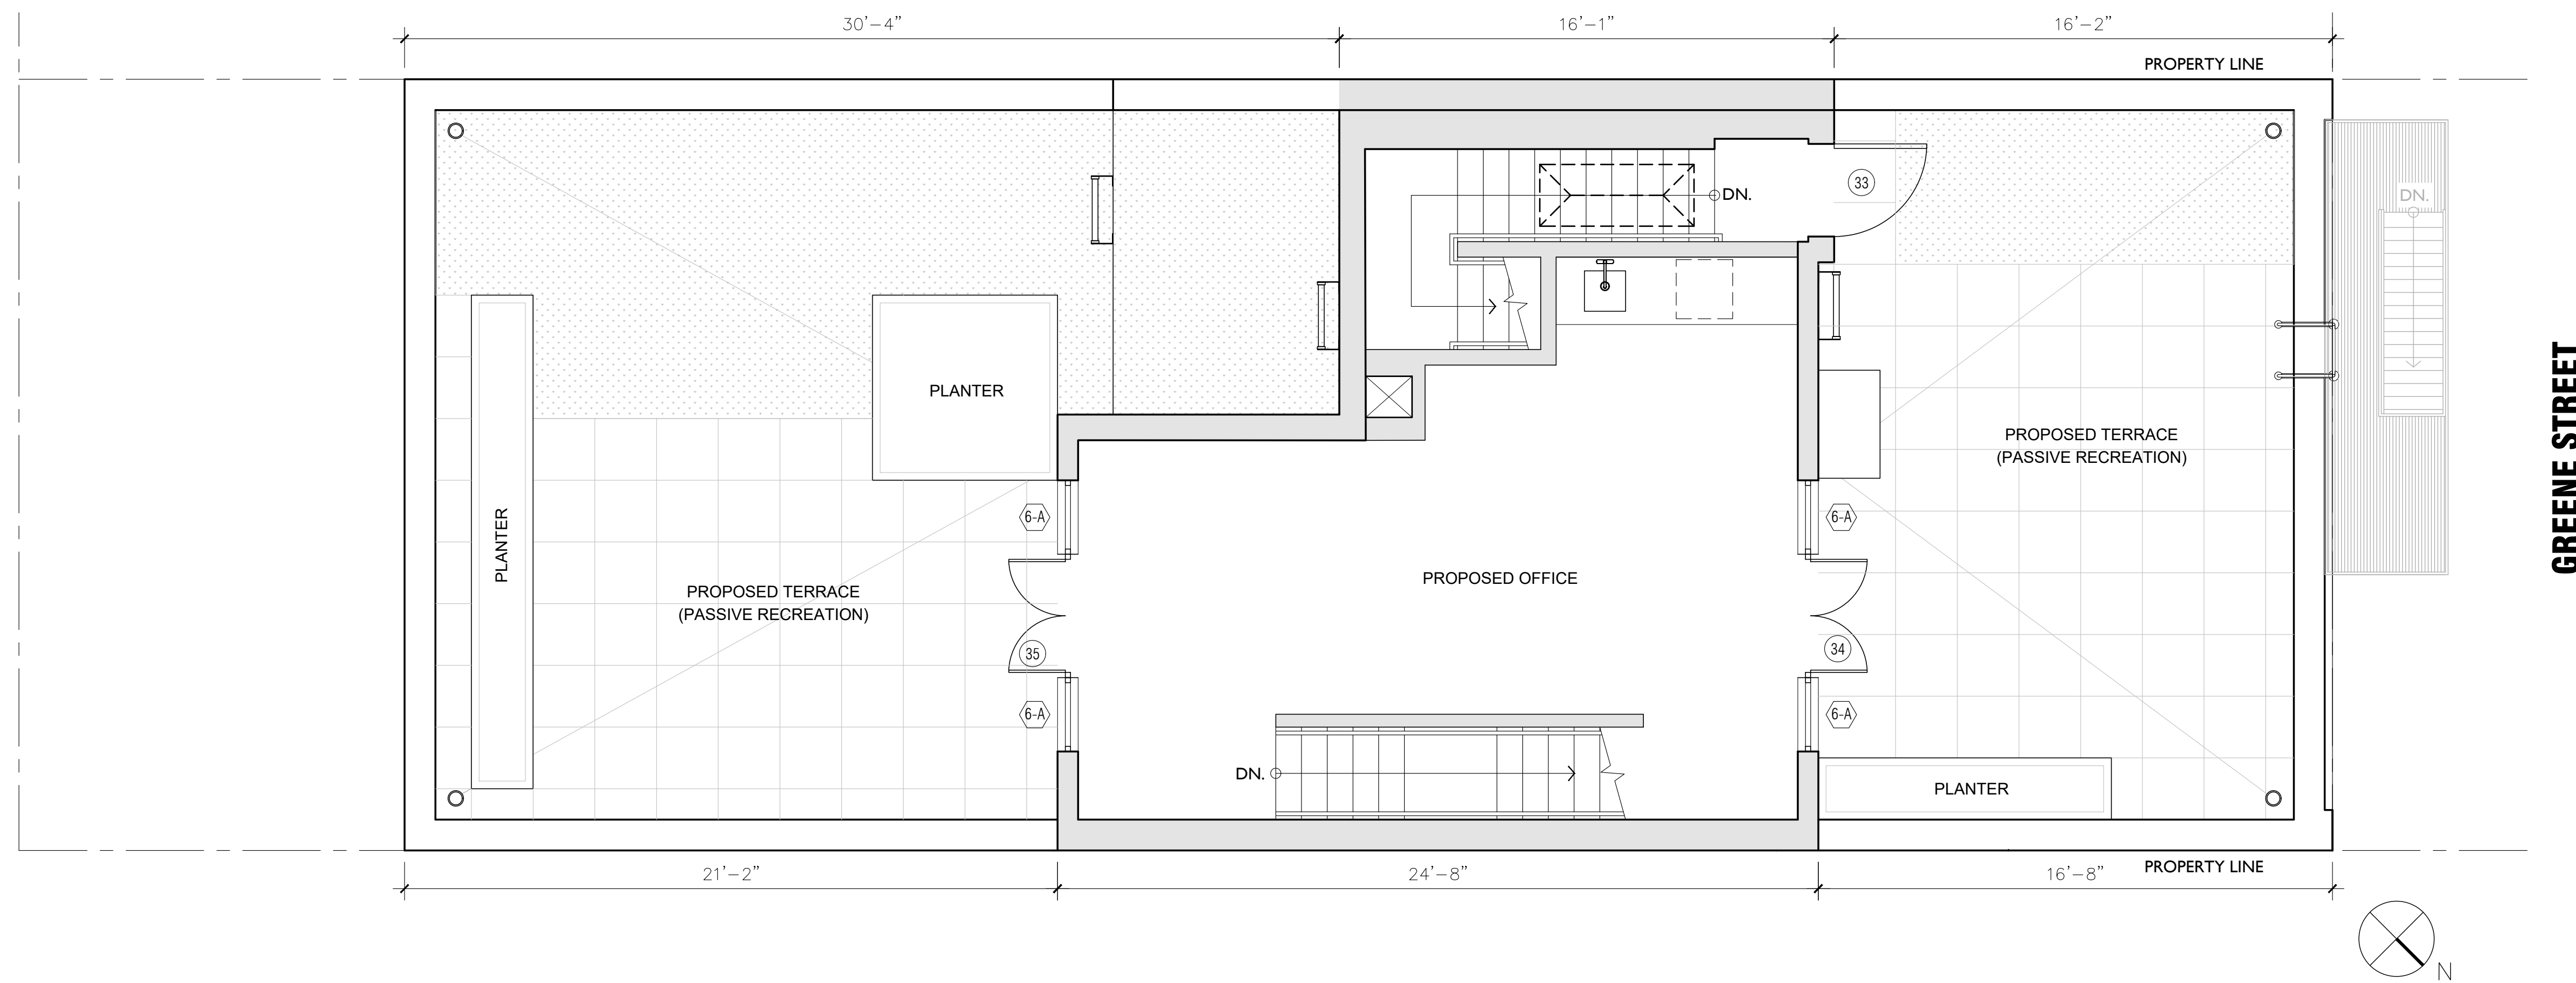 30'-4"
16'-1"
16'-2"
PROPERTY LINE
DN.
33
DN.
PLANTER
PROPOSED TERRACE
(PASSIVE RECREATION)
GREENE STREET
6-A
6-A
PLANTER
PROPOSED OFFICE
PROPOSED TERRACE
(PASSIVE RECREATION)
35
34
6-A
6-A
DN.
PLANTER
21'-2"
24'-8"
16'-8"
PROPERTY LINE
N